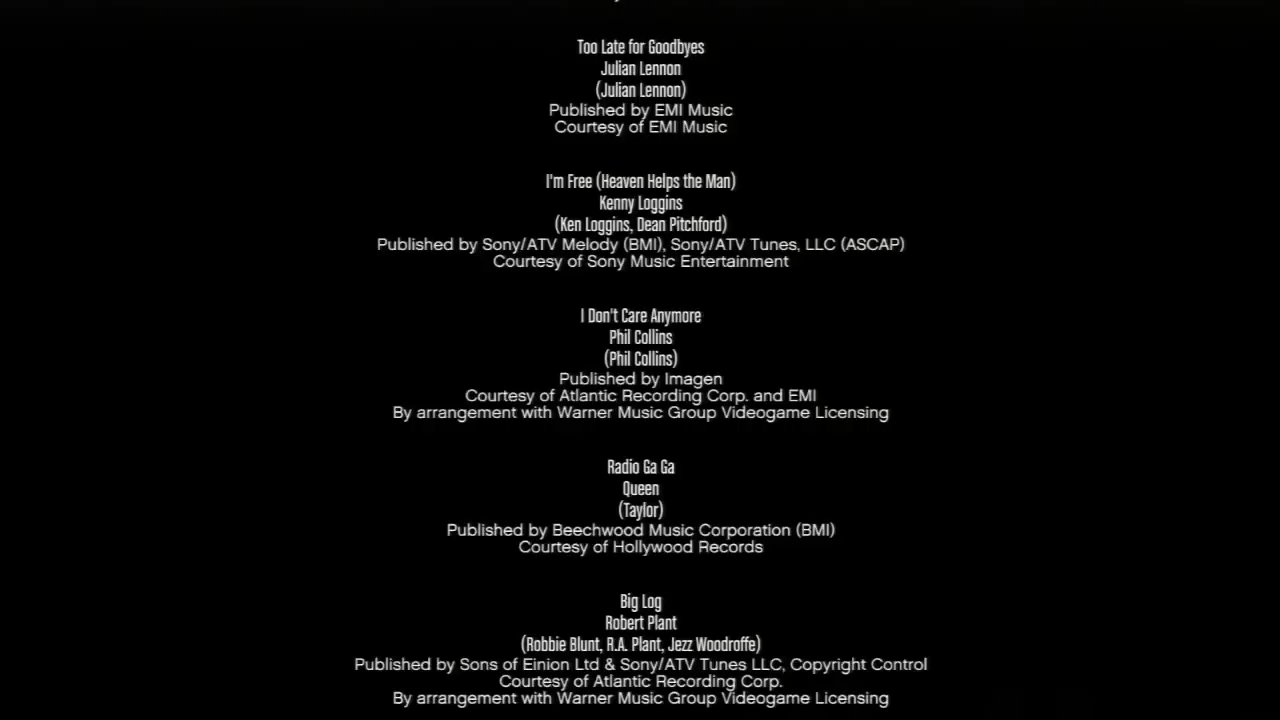 Too Late for Goodbyes
Julian Lennon
(Julian Lennon)
Published by EMI Music
Courtesy of EMI Music
I'm Free (Heaven Helps the Man)
Kenny Loggins
(Ken Loggins, Dean Pitchford)
Published by Sony/ATV Melody (BMI), Sony/ATV Tunes, LLC (ASCAP)
Courtesy of Sony Music Entertainment
I Don't Care Anymore
Phil Collins
(Phil Collins)
Published by Imagen
Courtesy of Atlantic Recording Corp. and EMI
By arrangement with Warner Music Group Videogame Licensing
Radio Ga Ga
Queen
(Taylor)
Published by Beechwood Music Corporation (BMI)
Courtesy of Hollywood Records
Big Log
Robert Plant
(Robbie Blunt, R.A. Plant, Jezz Woodroffe)
Published by Sons of Einion Ltd & Sony/ATV Tunes LLC, Copyright Control
Courtesy of Atlantic Recording Corp.
By arrangement with Warner Music Group Videogame Licensing